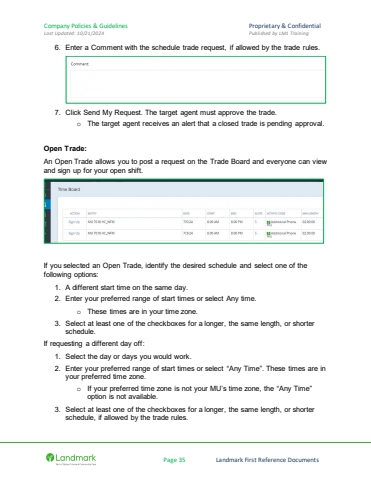 Company Policies & Guidelines
Proprietary & Confidential
Last Updated: 10/21/2024
Published by LMS Training
6. Enter a Comment with the schedule trade request, if allowed by the trade rules.
Comment
7. Click Send My Request. The target agent must approve the trade.
o The target agent receives an alert that a closed trade is pending approval.
Open Trade:
An Open Trade allows you to post a request on the Trade Board and everyone can view
and sign up for your open shift.
Time Board
If you selected an Open Trade, identify the desired schedule and select one of the
following options:
1. A different start time on the same day.
2. Enter your preferred range of start times or select Any time.
o These times are in your time zone.
3. Select at least one of the checkboxes for a longer, the same length, or shorter
schedule.
If requesting a different day off:
1. Select the day or days you would work.
2. Enter your preferred range of start times or select “Any Time”. These times are in
your preferred time zone.
o If your preferred time zone is not your MU’s time zone, the “Any Time”
option is not available.
3. Select at least one of the checkboxes for a longer, the same length, or shorter
schedule, if allowed by the trade rules.
Landmark
Page 35
Landmark First Reference Documents